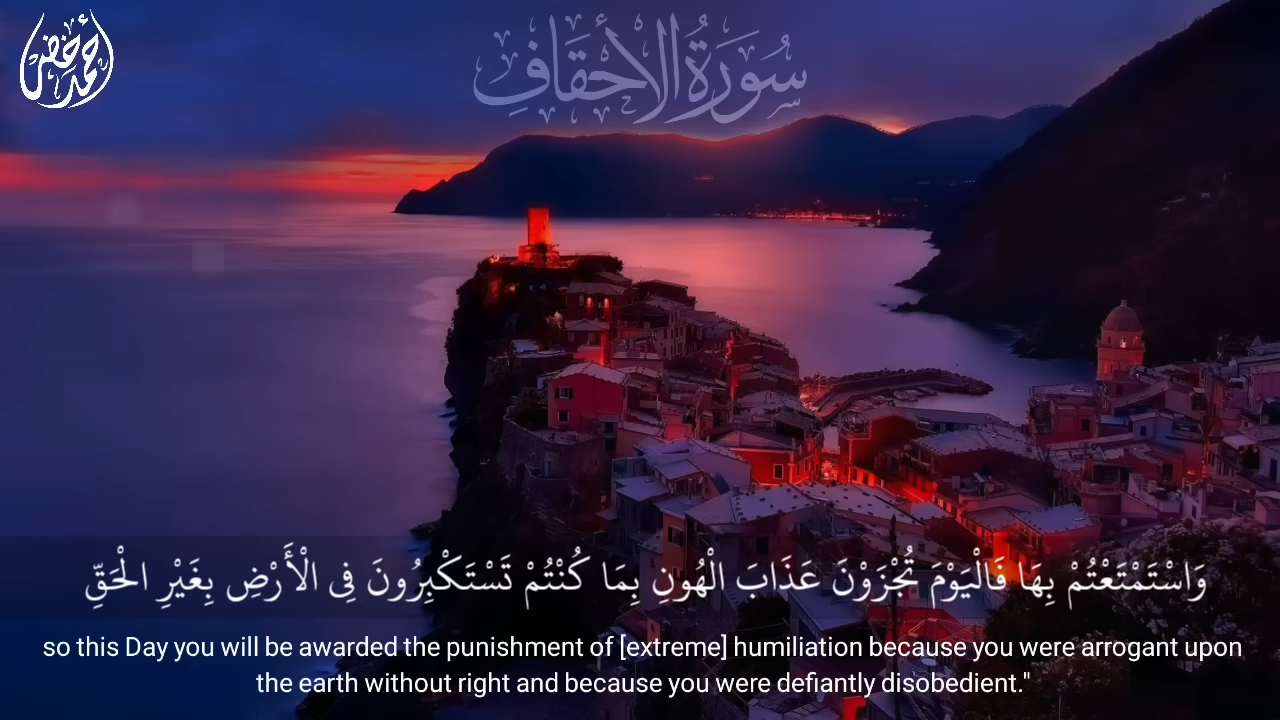 أحمد خضر
سُورَةُ الأَحْقَافِ
وَاسْتَمْتَعْتُمْ بِهَا فَالْيَوْمَ تُجْزَوْنَ عَذَابَ الْهُونِ بِمَا كُنْتُمْ تَسْتَكْبِرُونَ فِي الْأَرْضِ بِغَيْرِ الْحَقِّ
so this Day you will be awarded the punishment of [extreme] humiliation because you were arrogant upon
the earth without right and because you were defiantly disobedient."